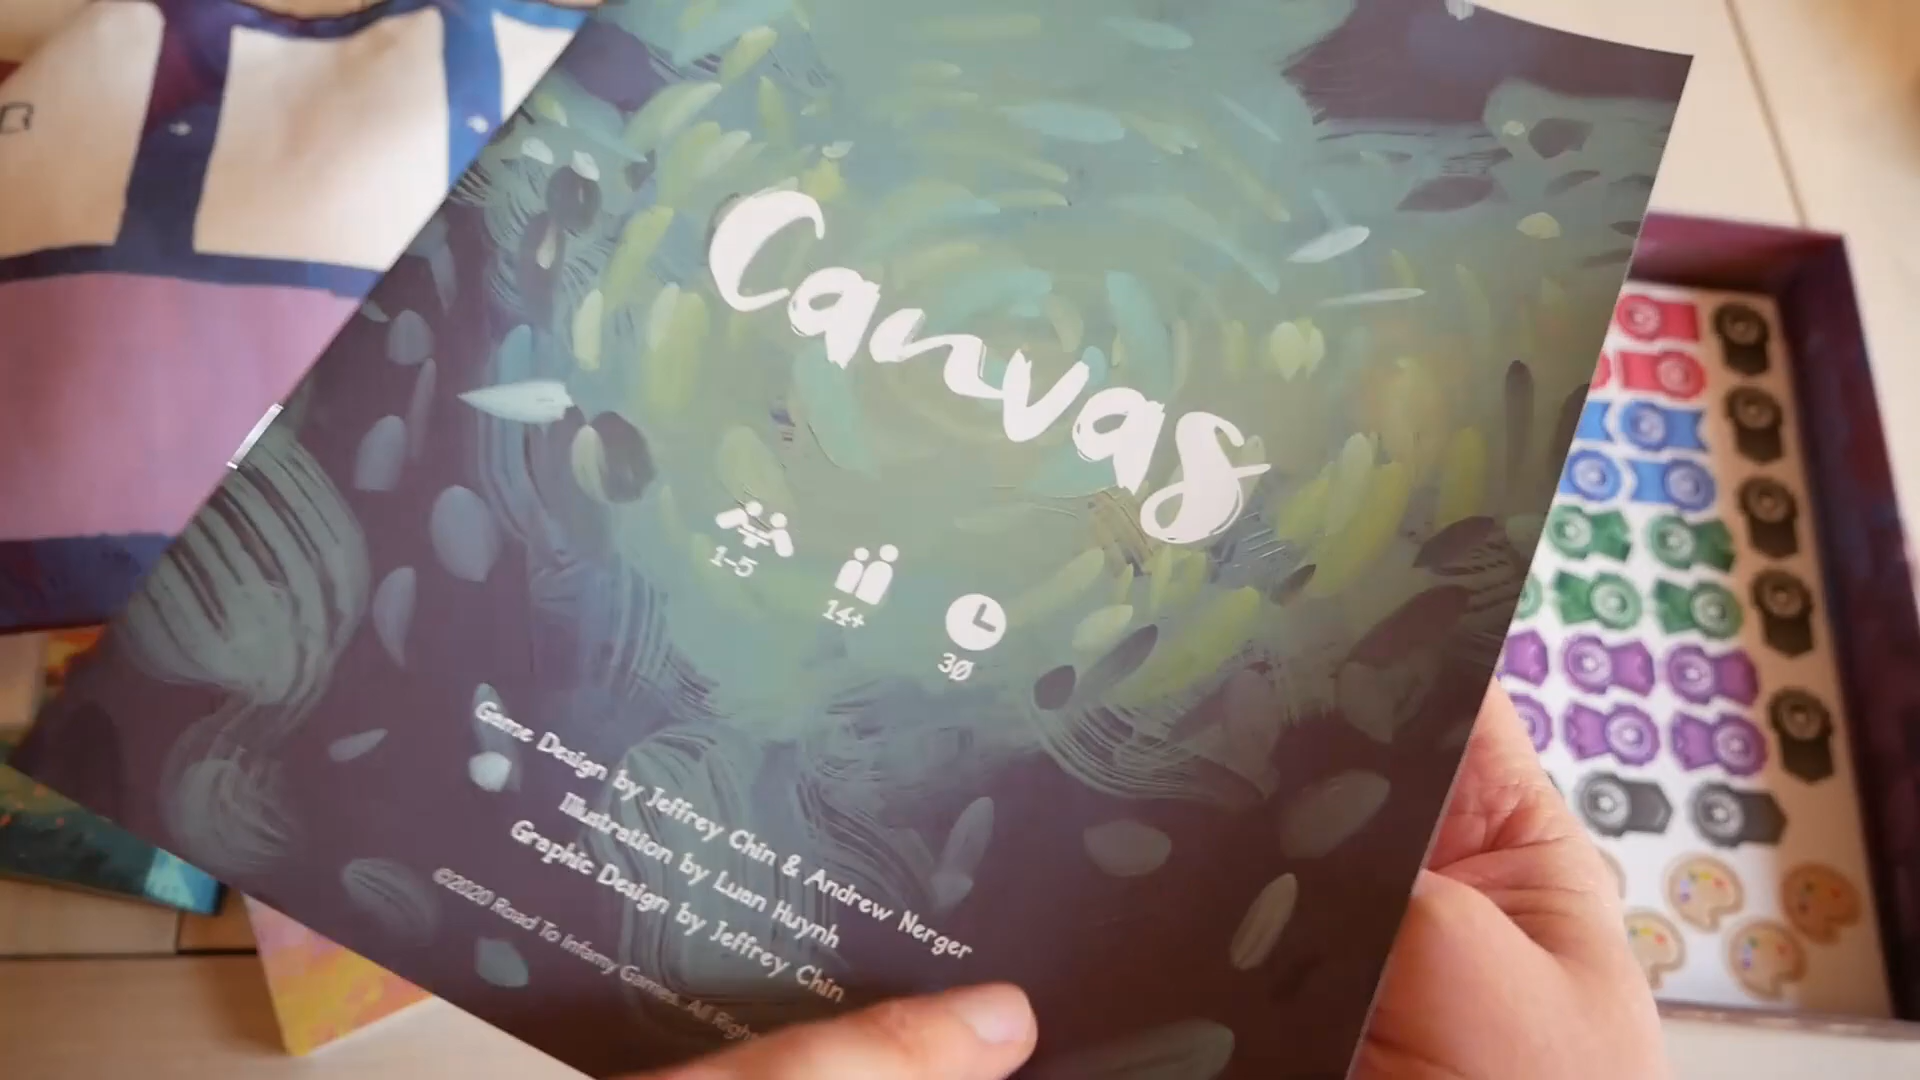 Canvas
1-5
14+
30
Game Design by Jeffrey Chin & Andrew Nerger
Illustration by Luan Huynh
Graphic Design by Jeffrey Chin
©2020 Road To Infamy Games. All